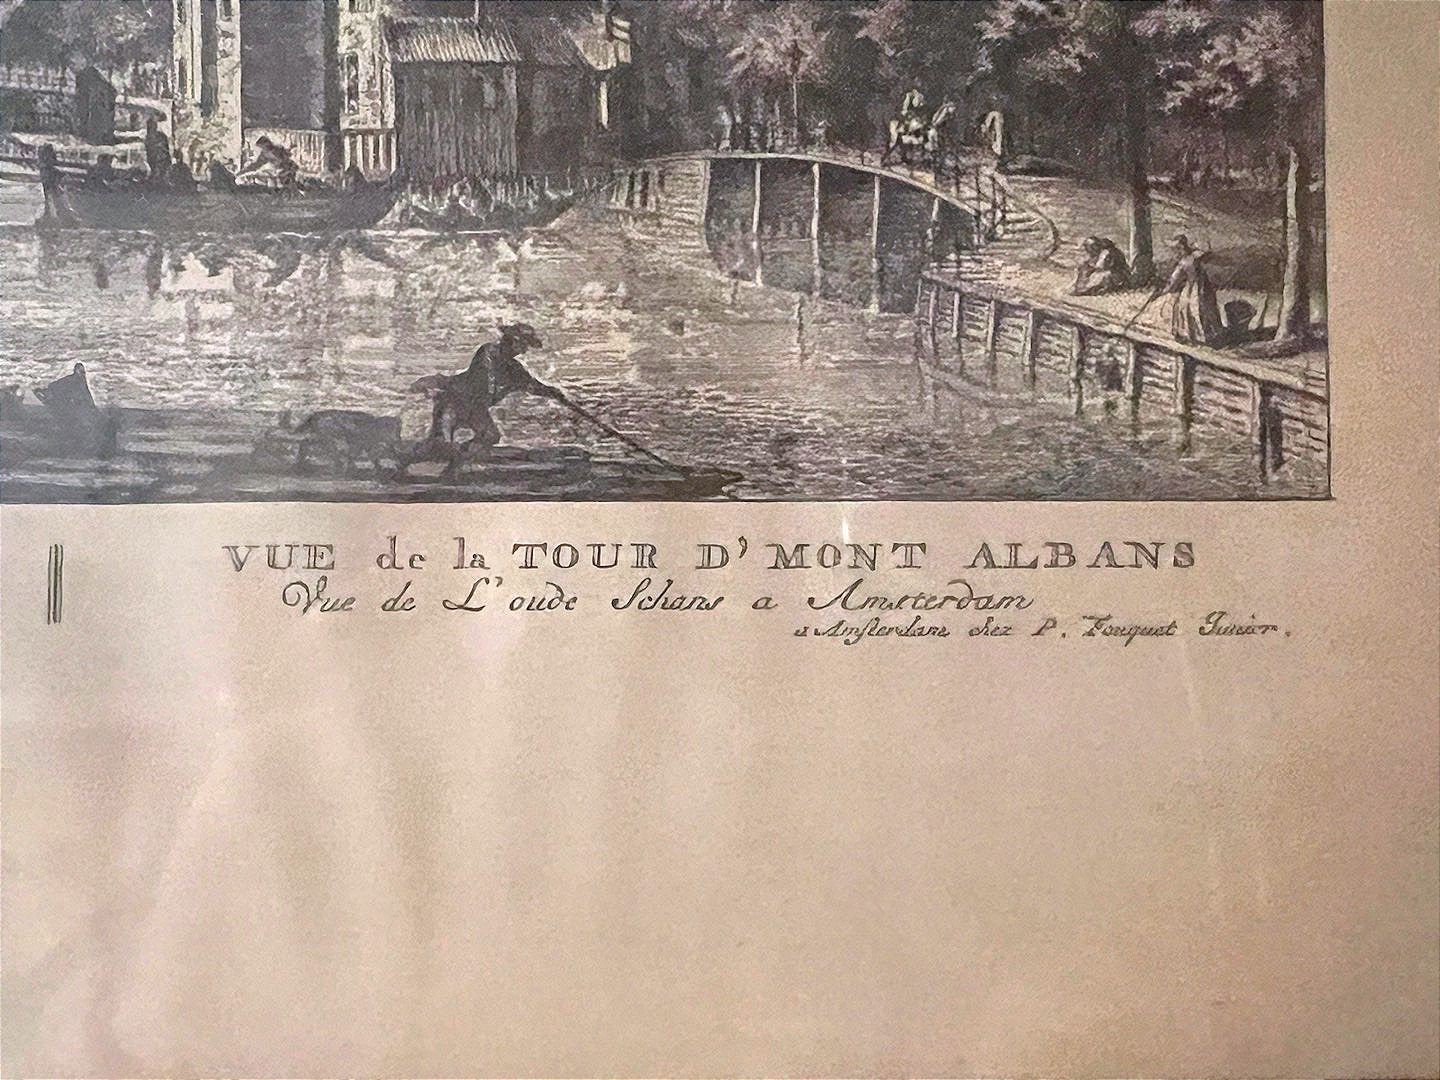 VUE de la TOUR D'MONT ALBANS
Vue de L'oude Schans a Amsterdam
a Amsterdam chez P. Fouquet Junior.